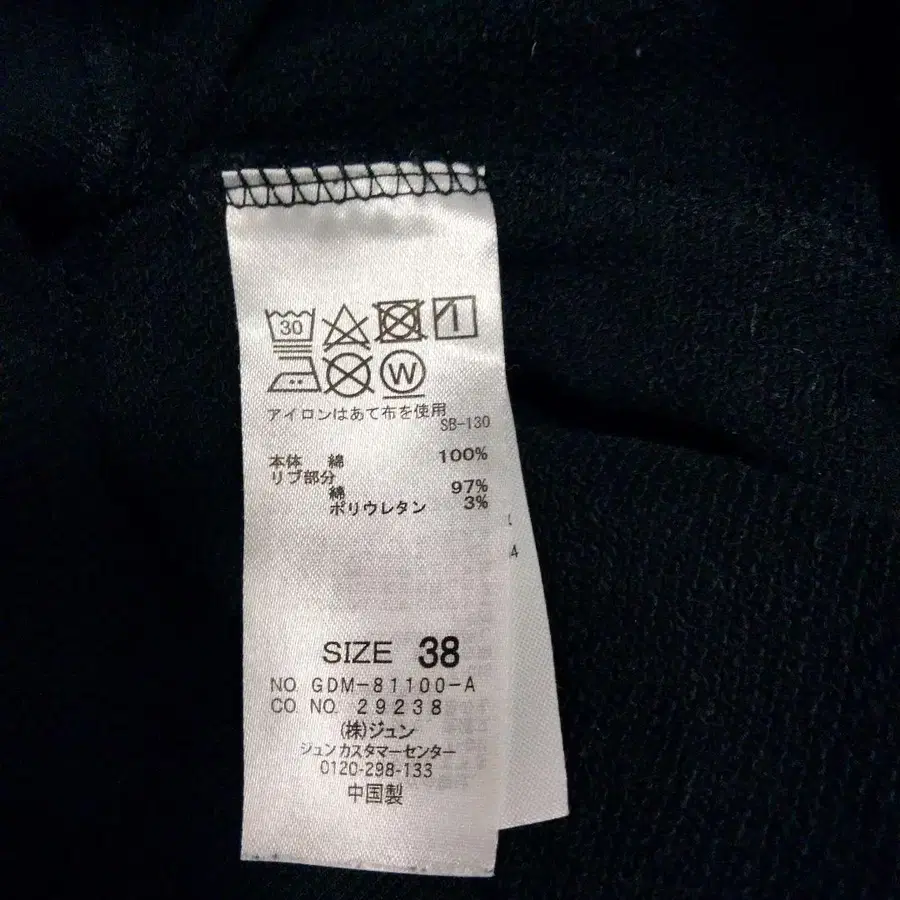 30
W
アイロンはあて布を使用
SB-130
本体 綿 100%
リブ部分
綿 97%
ポリウレタン 3%
SIZE 38
NO. GDM-81100-A
CO. NO. 29238
(株)ジュン
ジュンカスタマーセンター
0120-298-133
中国製
4